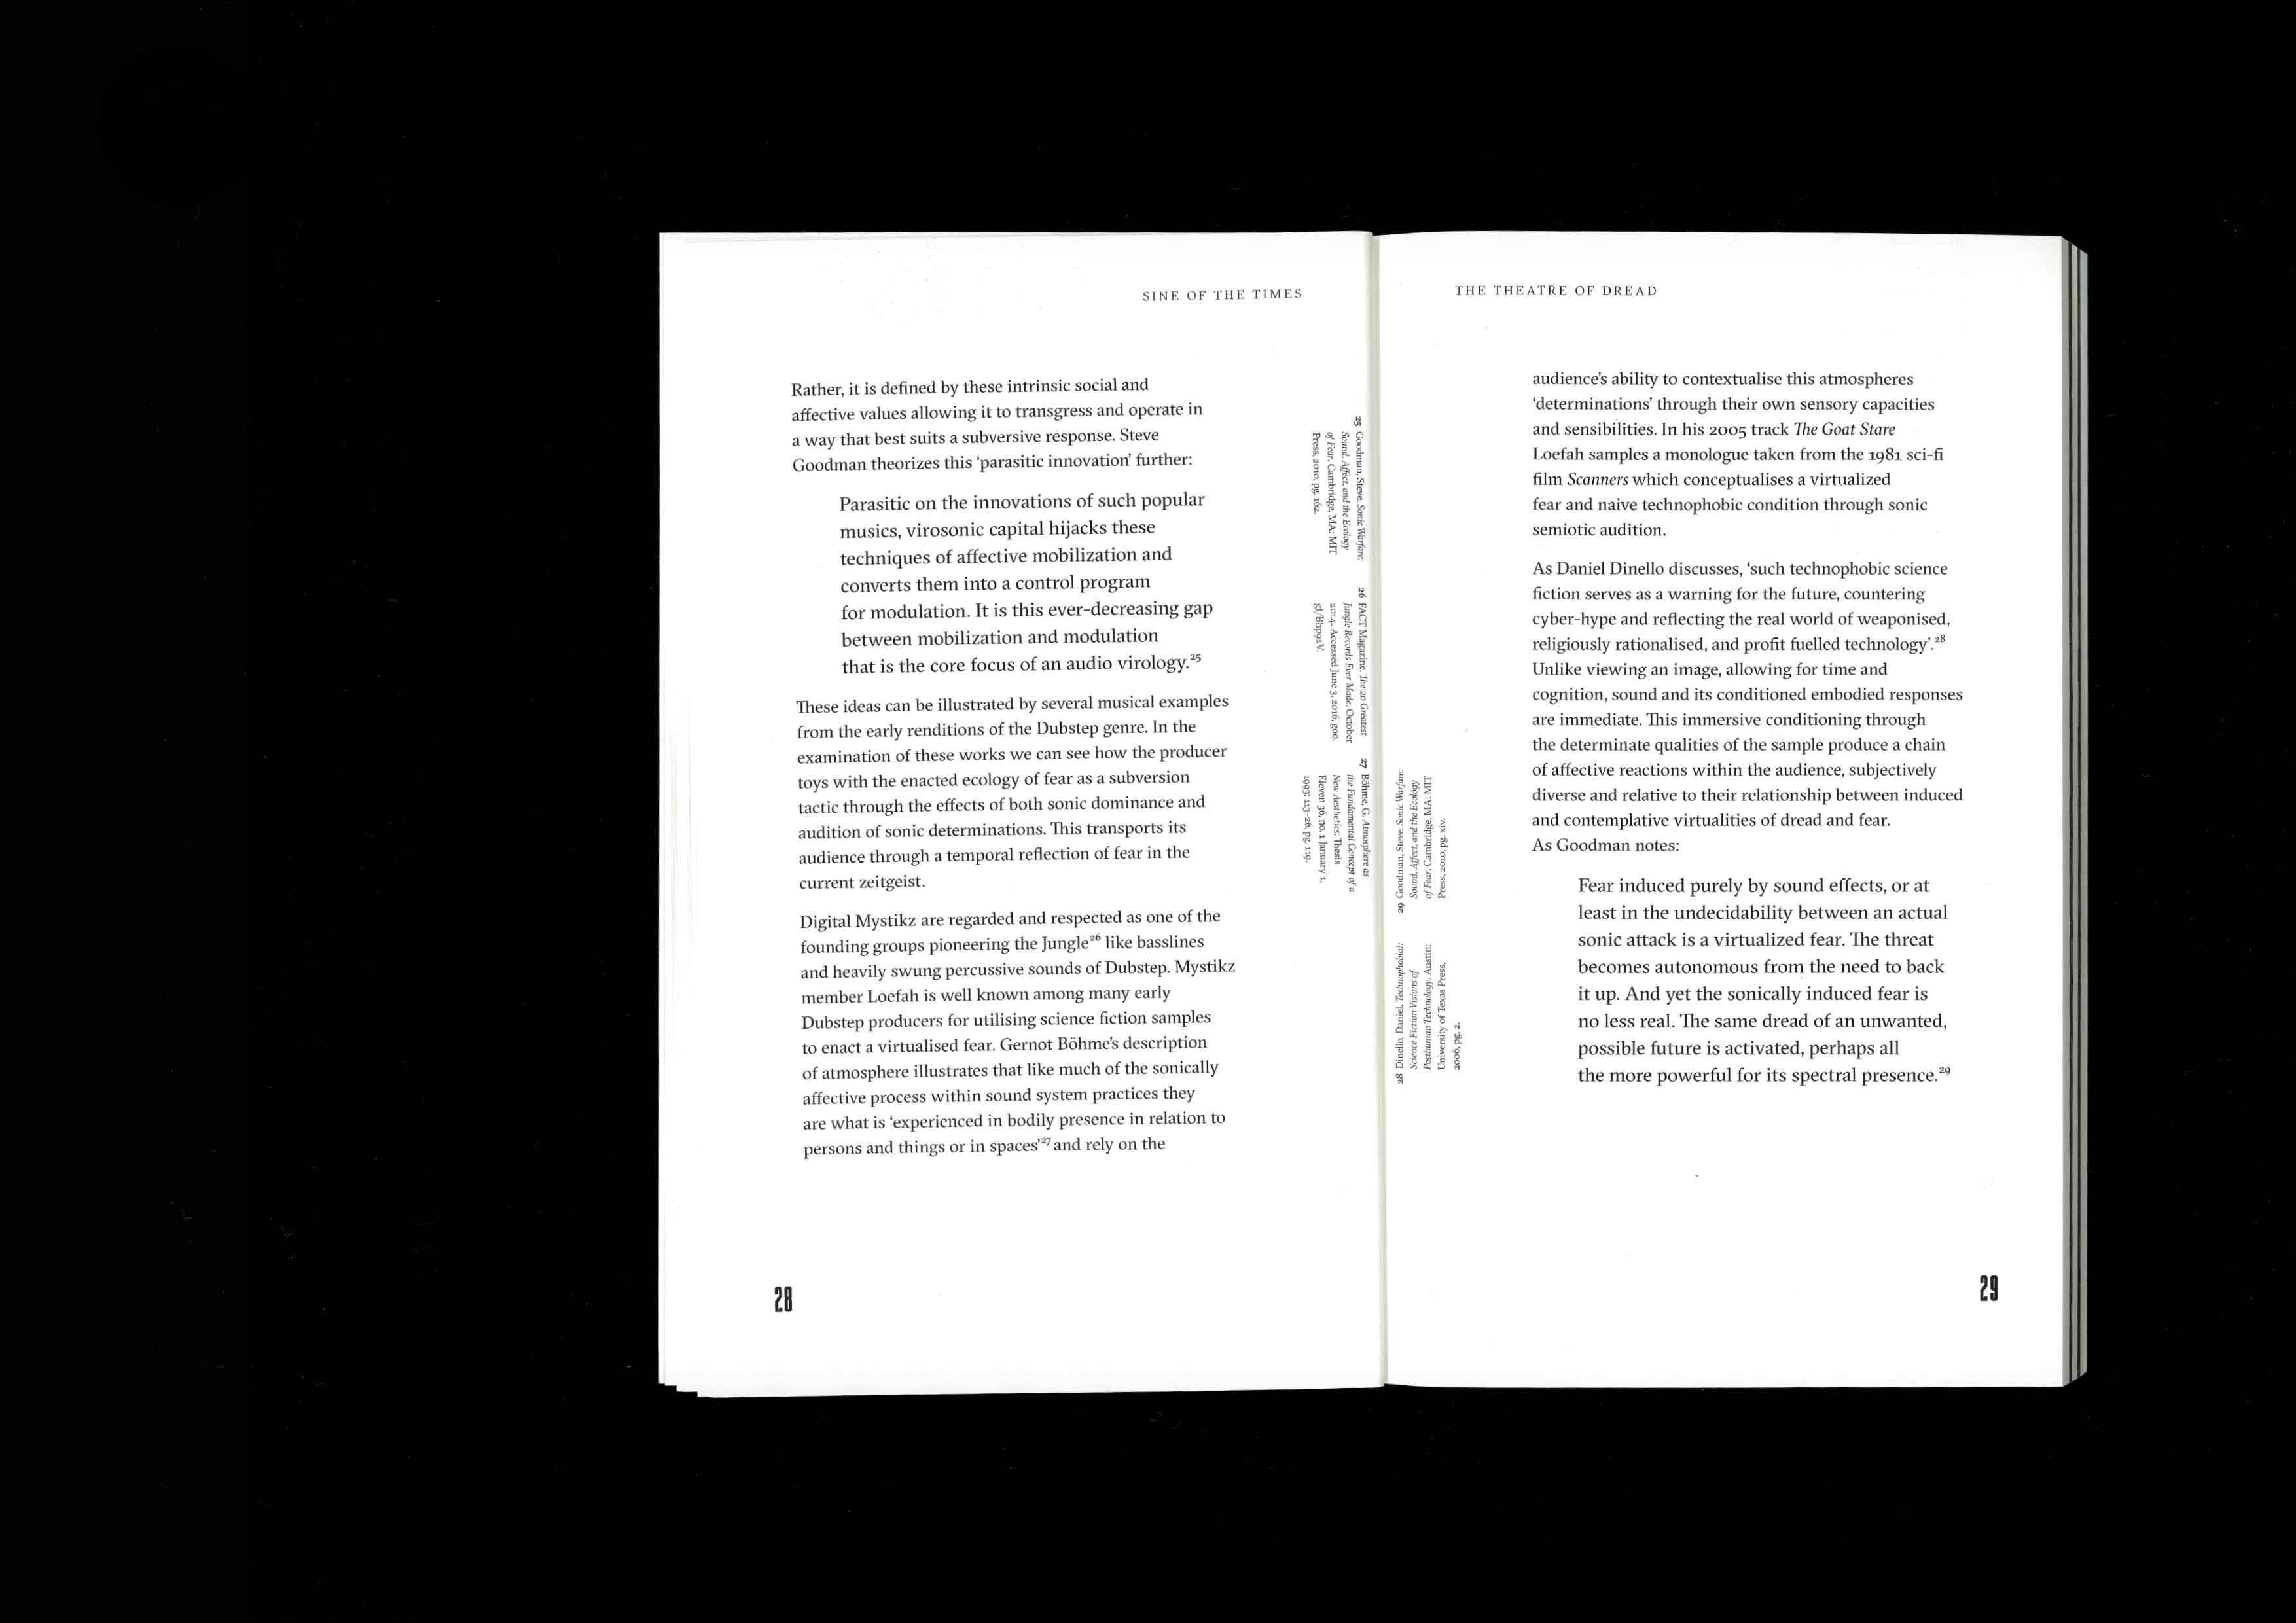 SINE OF THE TIMES
Rather, it is defined by these intrinsic social and
affective values allowing it to transgress and operate in
a way that best suits a subversive response. Steve
Goodman theorizes this ‘parasitic innovation’ further:
Parasitic on the innovations of such popular
musics, virosonic capital hijacks these
techniques of affective mobilization and
converts them into a control program
for modulation. It is this ever-decreasing gap
between mobilization and modulation
that is the core focus of an audio virology.²⁵
These ideas can be illustrated by several musical examples
from the early renditions of the Dubstep genre. In the
examination of these works we can see how the producer
toys with the enacted ecology of fear as a subversion
tactic through the effects of both sonic dominance and
audition of sonic determinations. This transports its
audience through a temporal reflection of fear in the
current zeitgeist.
Digital Mystikz are regarded and respected as one of the
founding groups pioneering the Jungle²⁶ like basslines
and heavily swung percussive sounds of Dubstep. Mystikz
member Loefah is well known among many early
Dubstep producers for utilising science fiction samples
to enact a virtualised fear. Gernot Böhme’s description
of atmosphere illustrates that like much of the sonically
affective process within sound system practices they
are what is ‘experienced in bodily presence in relation to
persons and things or in spaces’²⁷ and rely on the
25 Goodman, Steve. Sonic Warfare:
Sound, Affect, and the Ecology
of Fear. Cambridge, MA: MIT
Press, 2010, pg. 162.
26 FACT Magazine. The 20 Greatest
Jungle Records Ever Made. October
2014. Accessed June 3, 2016, goo.
gl/Bhp91V.
27 Böhme, G. Atmosphere as
the Fundamental Concept of a
New Aesthetics. Thesis
Eleven 36, no. 1 January 1,
1993: 113–26, pg. 119.
28
THE THEATRE OF DREAD
audience’s ability to contextualise this atmospheres
‘determinations’ through their own sensory capacities
and sensibilities. In his 2005 track The Goat Stare
Loefah samples a monologue taken from the 1981 sci-fi
film Scanners which conceptualises a virtualized
fear and naive technophobic condition through sonic
semiotic audition.
As Daniel Dinello discusses, ‘such technophobic science
fiction serves as a warning for the future, countering
cyber-hype and reflecting the real world of weaponised,
religiously rationalised, and profit fuelled technology’.²⁸
Unlike viewing an image, allowing for time and
cognition, sound and its conditioned embodied responses
are immediate. This immersive conditioning through
the determinate qualities of the sample produce a chain
of affective reactions within the audience, subjectively
diverse and relative to their relationship between induced
and contemplative virtualities of dread and fear.
As Goodman notes:
Fear induced purely by sound effects, or at
least in the undecidability between an actual
sonic attack is a virtualized fear. The threat
becomes autonomous from the need to back
it up. And yet the sonically induced fear is
no less real. The same dread of an unwanted,
possible future is activated, perhaps all
the more powerful for its spectral presence.²⁹
28 Dinello, Daniel. Technophobia!:
Science Fiction Visions of
Posthuman Technology. Austin:
University of Texas Press,
2006, pg. 2.
29 Goodman, Steve. Sonic Warfare:
Sound, Affect, and the Ecology
of Fear. Cambridge, MA: MIT
Press, 2010, pg. xiv.
29